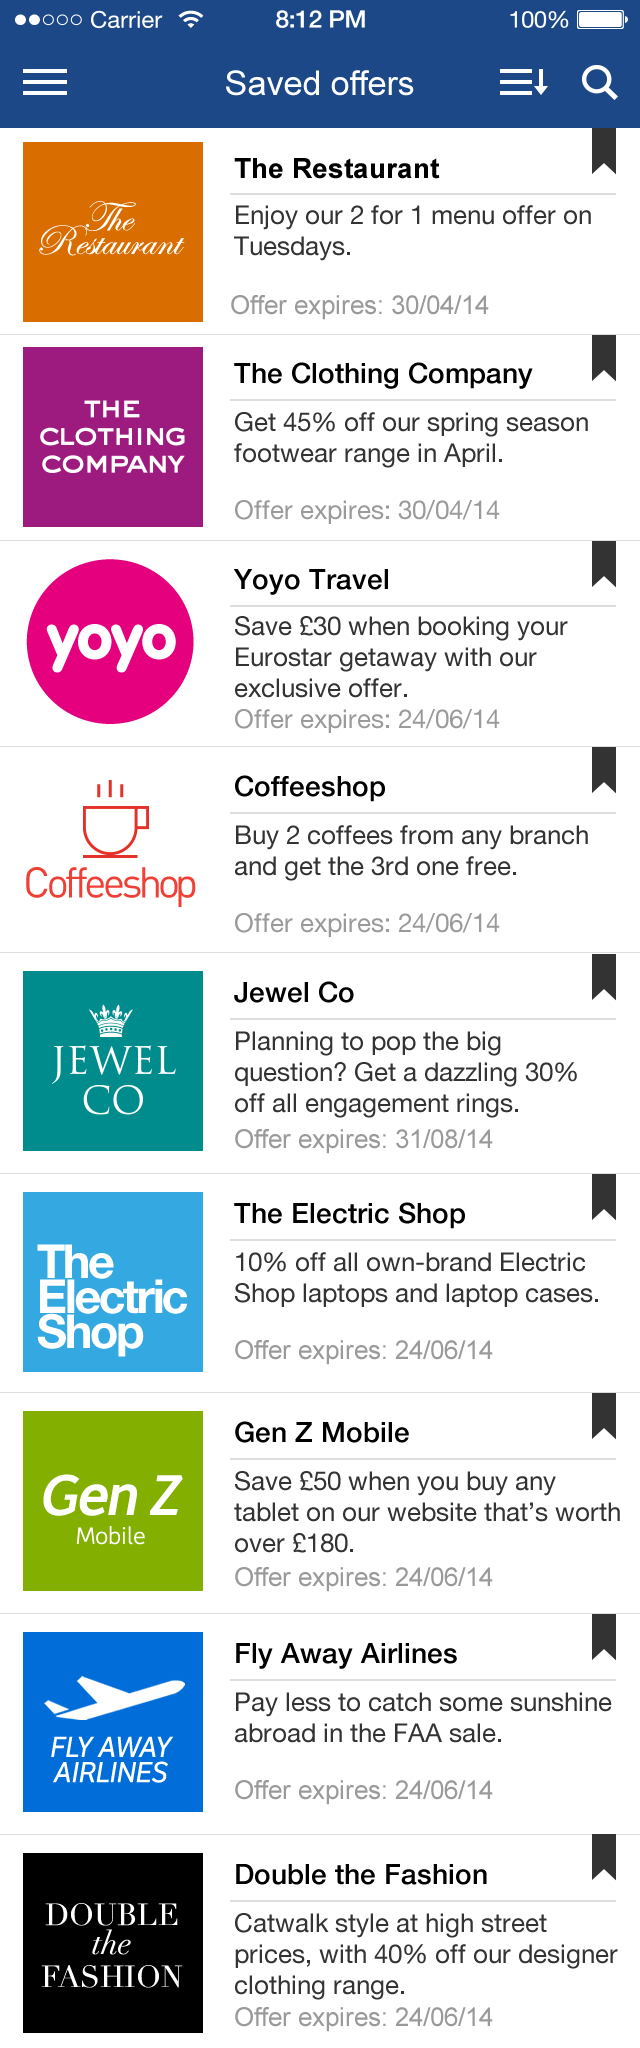 Carrier 8:12 PM 100%
Saved offers
The
Restaurant
The Restaurant
Enjoy our 2 for 1 menu offer on
Tuesdays.
Offer expires: 30/04/14
THE
CLOTHING
COMPANY
The Clothing Company
Get 45% off our spring season
footwear range in April.
Offer expires: 30/04/14
yoyo
Yoyo Travel
Save £30 when booking your
Eurostar getaway with our
exclusive offer.
Offer expires: 24/06/14
Coffeeshop
Coffeeshop
Buy 2 coffees from any branch
and get the 3rd one free.
Offer expires: 24/06/14
JEWEL
CO
Jewel Co
Planning to pop the big
question? Get a dazzling 30%
off all engagement rings.
Offer expires: 31/08/14
The
Electric
Shop
The Electric Shop
10% off all own-brand Electric
Shop laptops and laptop cases.
Offer expires: 24/06/14
Gen Z
Mobile
Gen Z Mobile
Save £50 when you buy any
tablet on our website that’s worth
over £180.
Offer expires: 24/06/14
FLY AWAY
AIRLINES
Fly Away Airlines
Pay less to catch some sunshine
abroad in the FAA sale.
Offer expires: 24/06/14
DOUBLE
the
FASHION
Double the Fashion
Catwalk style at high street
prices, with 40% off our designer
clothing range.
Offer expires: 24/06/14